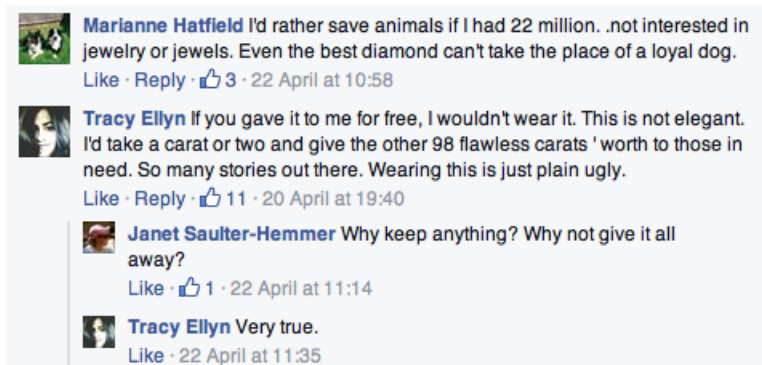 Marianne Hatfield I'd rather save animals if I had 22 million. .not interested in
jewelry or jewels. Even the best diamond can't take the place of a loyal dog.
Like · Reply · 3 · 22 April at 10:58
Tracy Ellyn If you gave it to me for free, I wouldn't wear it. This is not elegant.
I'd take a carat or two and give the other 98 flawless carats ' worth to those in
need. So many stories out there. Wearing this is just plain ugly.
Like · Reply · 11 · 20 April at 19:40
Janet Saulter-Hemmer Why keep anything? Why not give it all
away?
Like · 1 · 22 April at 11:14
Tracy Ellyn Very true.
Like · 22 April at 11:35